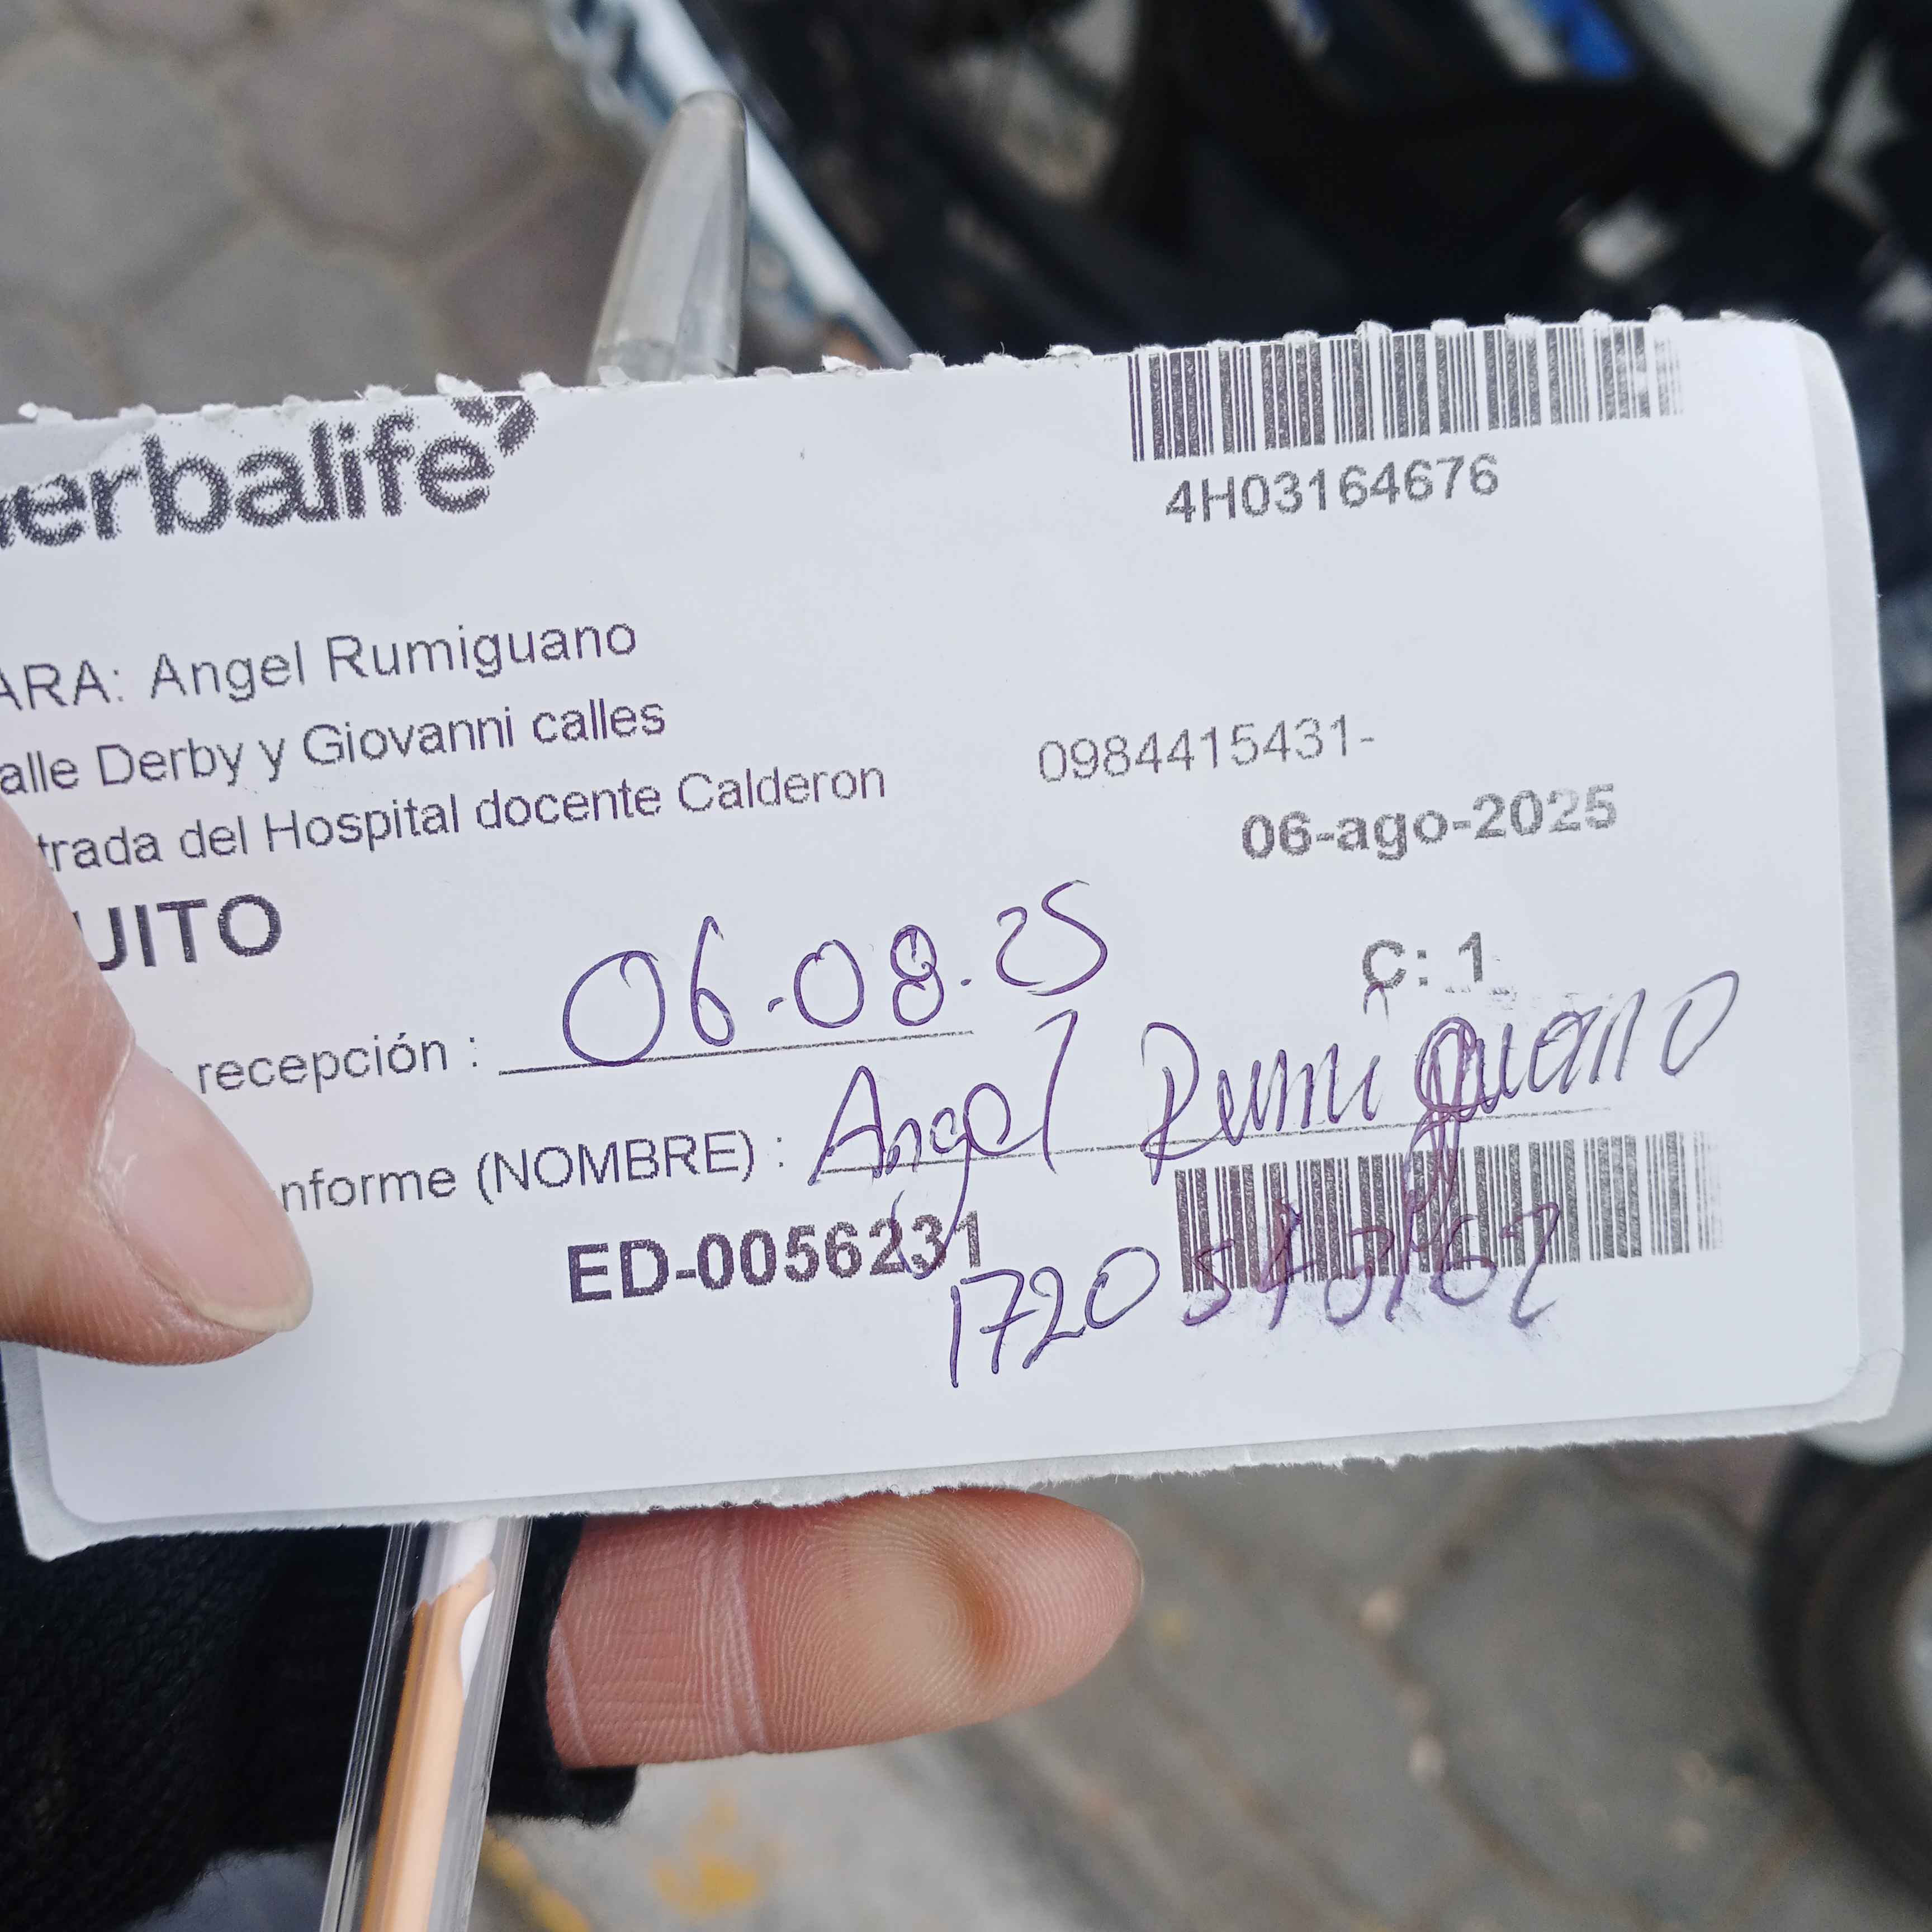 erbalife
4H03164676
ARA: Angel Rumiguano
alle Derby y Giovanni calles
0984415431-
trada del Hospital docente Calderon
06-ago-2025
UITO
C: 1
recepción : 06.08.25
nforme (NOMBRE) : Angel Rumiguano
ED-0056231
1720